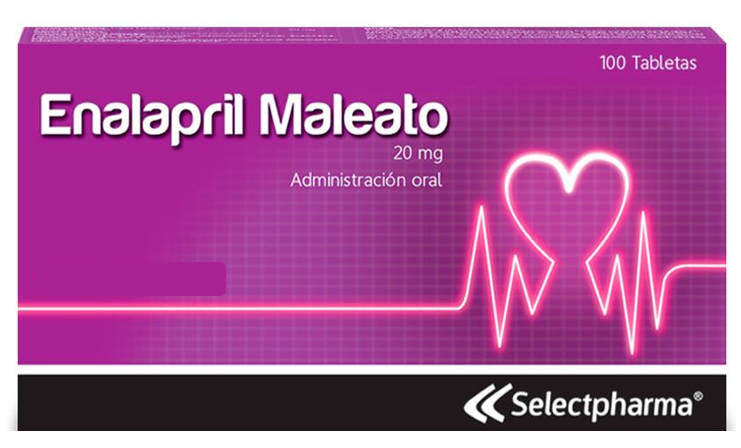 100 Tabletas
Enalapril Maleato
20 mg
Administración oral
Selectpharma®